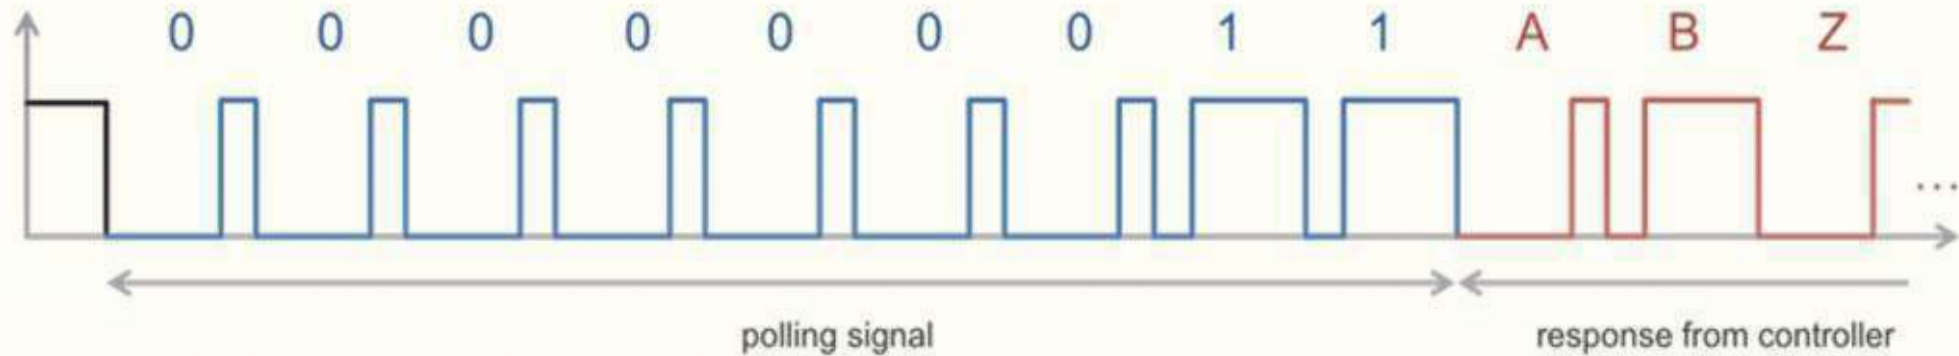 0 0 0 0 0 0 0 1 1 A B Z
...
polling signal
response from controller